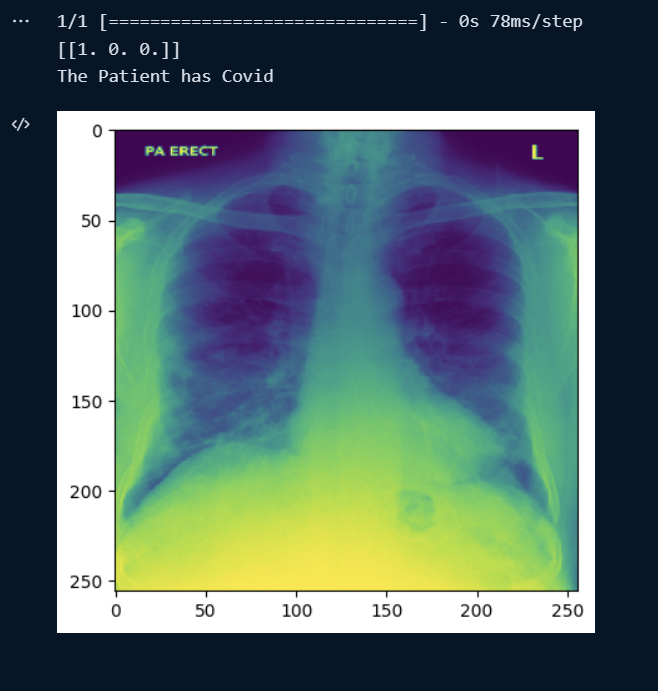 ... 1/1 [==============================] - 0s 78ms/step
[[1. 0. 0.]]
The Patient has Covid
</>
0
PA ERECT L
50
100
150
200
250
0 50 100 150 200 250